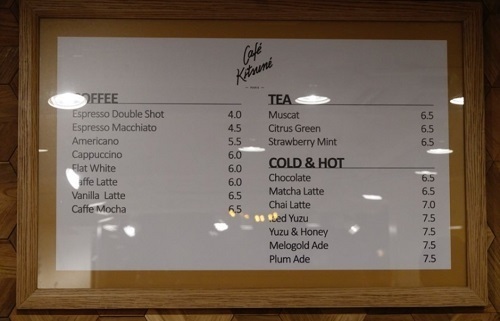 Café
Kitsuné
COFFEE
Espresso Double Shot 4.0
Espresso Macchiato 4.5
Americano 5.5
Cappuccino 6.0
Flat White 6.0
Caffe Latte 6.0
Vanilla Latte 6.5
Caffe Mocha 6.5
TEA
Muscat 6.5
Citrus Green 6.5
Strawberry Mint 6.5
COLD & HOT
Chocolate 6.5
Matcha Latte 6.5
Chai Latte 7.0
Iced Yuzu 7.0
Yuzu & Honey 7.5
Melogold Ade 7.5
Plum Ade 7.5